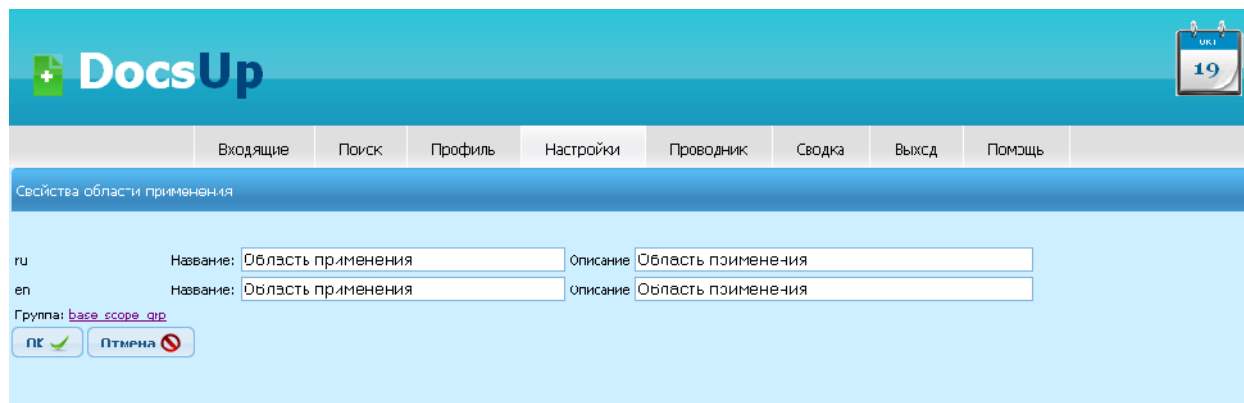 ОКТ
19
DocsUp
Входящие Поиск Профиль Настройки Проводник Сводка Выход Помощь
Свойства области применения
ru Название: Область применения Описание Область применения
en Название: Область применения Описание Область применения
Группа: base_scope_grp
ОК Отмена